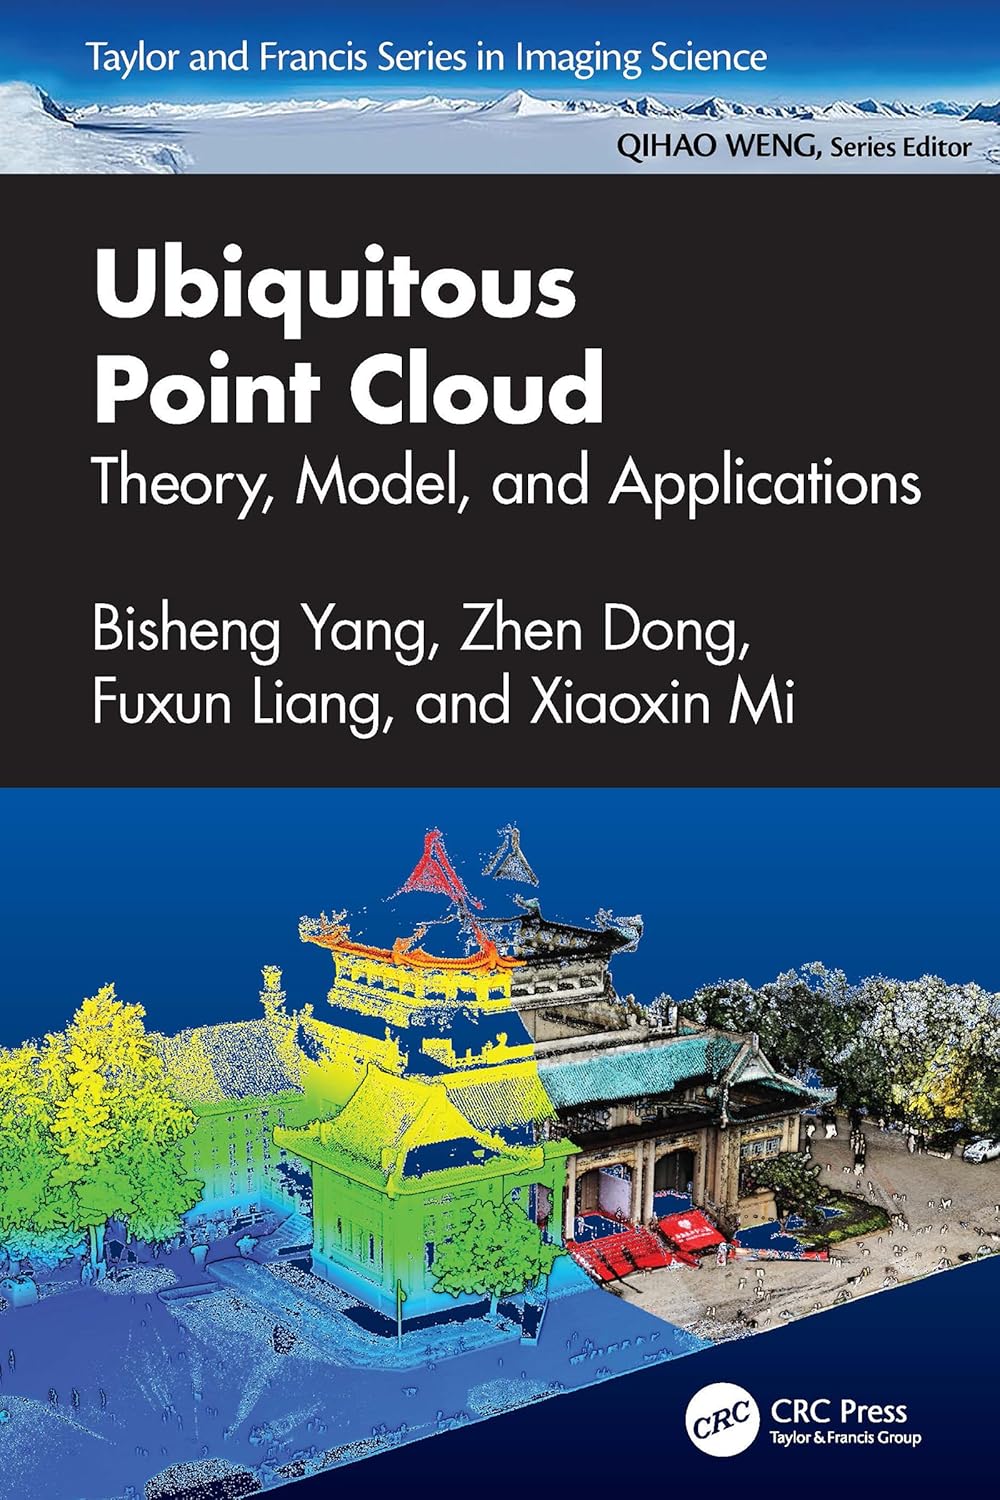 Taylor and Francis Series in Imaging Science
QIHAO WENG, Series Editor
Ubiquitous
Point Cloud
Theory, Model, and Applications
Bisheng Yang, Zhen Dong,
Fuxun Liang, and Xiaoxin Mi
CRC
CRC Press
Taylor & Francis Group